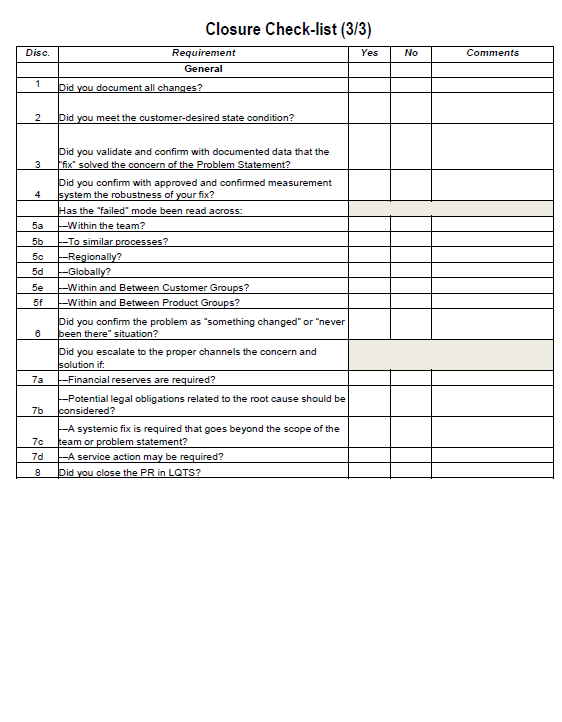 Closure Check-list (3/3)
Disc. Requirement Yes No Comments
General
1 Did you document all changes?
2 Did you meet the customer-desired state condition?
Did you validate and confirm with documented data that the
3 "fix" solved the concern of the Problem Statement?
Did you confirm with approved and confirmed measurement
4 system the robustness of your fix?
Has the "failed" mode been read across:
5a ---Within the team?
5b ---To similar processes?
5c ---Regionally?
5d ---Globally?
5e ---Within and Between Customer Groups?
5f ---Within and Between Product Groups?
Did you confirm the problem as "something changed" or "never
6 been there" situation?
Did you escalate to the proper channels the concern and
solution if:
7a ---Financial reserves are required?
---Potential legal obligations related to the root cause should be
7b considered?
---A systemic fix is required that goes beyond the scope of the
7c team or problem statement?
7d ---A service action may be required?
8 Did you close the PR in LQTS?